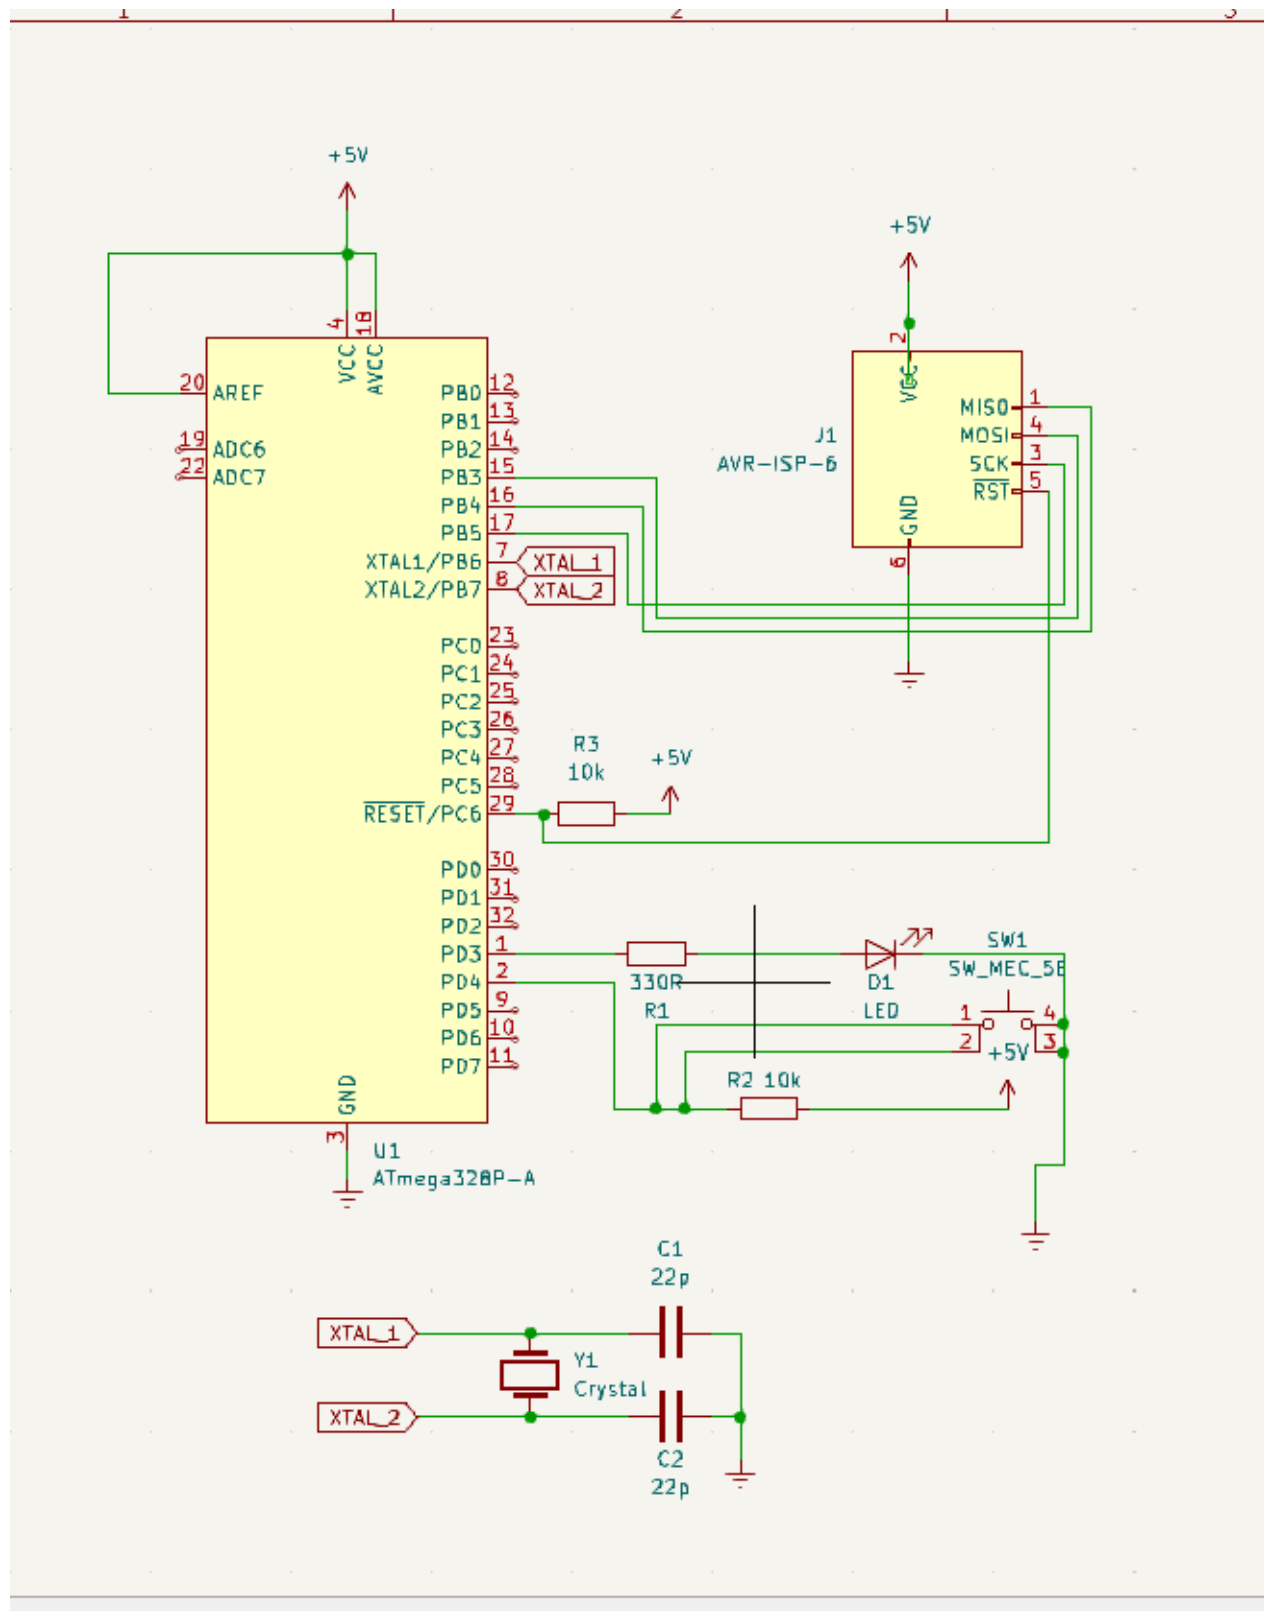 1 2 3
+5V
+5V
4 18
VCC AVCC
20 AREF
19 ADC6
22 ADC7
PB0 12
PB1 13
PB2 14
PB3 15
PB4 16
PB5 17
XTAL1/PB6 7 XTAL_1
XTAL2/PB7 8 XTAL_2
PC0 23
PC1 24
PC2 25
PC3 26
PC4 27
PC5 28
RESET/PC6 29
PD0 30
PD1 31
PD2 32
PD3 1
PD4 2
PD5 9
PD6 10
PD7 11
GND
3
U1
ATmega328P-A
2
VCC
MISO 1
MOSI 4
SCK 3
RST 5
GND
6
J1
AVR-ISP-6
R3
10k
+5V
330R
R1
D1
LED
SW1
SW_MEC_5E
1 4
2 3
+5V
R2 10k
C1
22p
XTAL_1
Y1
Crystal
XTAL_2
C2
22p